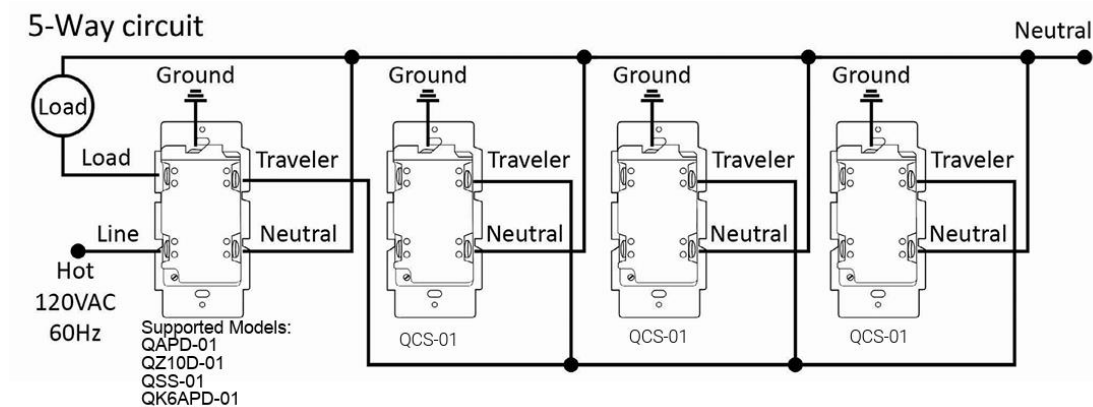 5-Way circuit
Neutral
Ground
Ground
Ground
Ground
Load
Load
Traveler
Traveler
Traveler
Traveler
Line
Neutral
Neutral
Neutral
Neutral
Hot
120VAC
60Hz
Supported Models:
QAPD-01
QZ10D-01
QSS-01
QK6APD-01
QCS-01
QCS-01
QCS-01